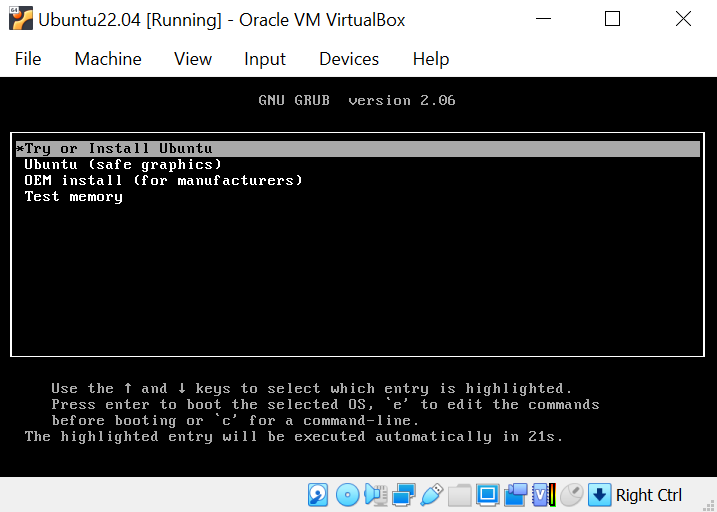 64
Ubuntu22.04 [Running] - Oracle VM VirtualBox
File Machine View Input Devices Help
GNU GRUB version 2.06
*Try or Install Ubuntu
Ubuntu (safe graphics)
OEM install (for manufacturers)
Test memory
Use the ↑ and ↓ keys to select which entry is highlighted.
Press enter to boot the selected OS, `e' to edit the commands
before booting or `c' for a command-line.
The highlighted entry will be executed automatically in 21s.
V Right Ctrl